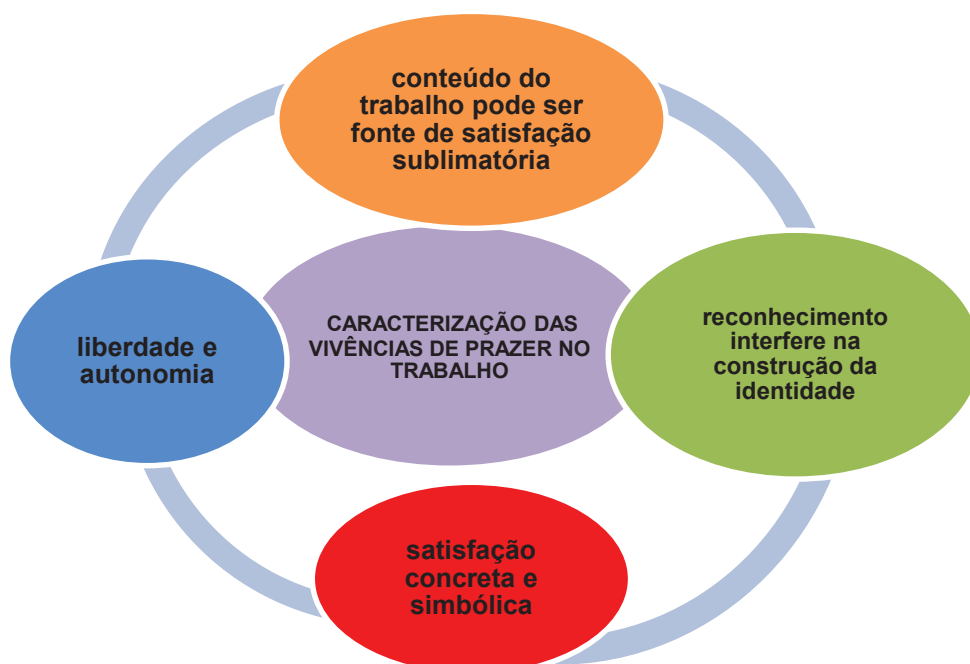 conteúdo do
trabalho pode ser
fonte de satisfação
sublimatória
liberdade e
autonomia
CARACTERIZAÇÃO DAS
VIVÊNCIAS DE PRAZER NO
TRABALHO
reconhecimento
interfere na
construção da
identidade
satisfação
concreta e
simbólica